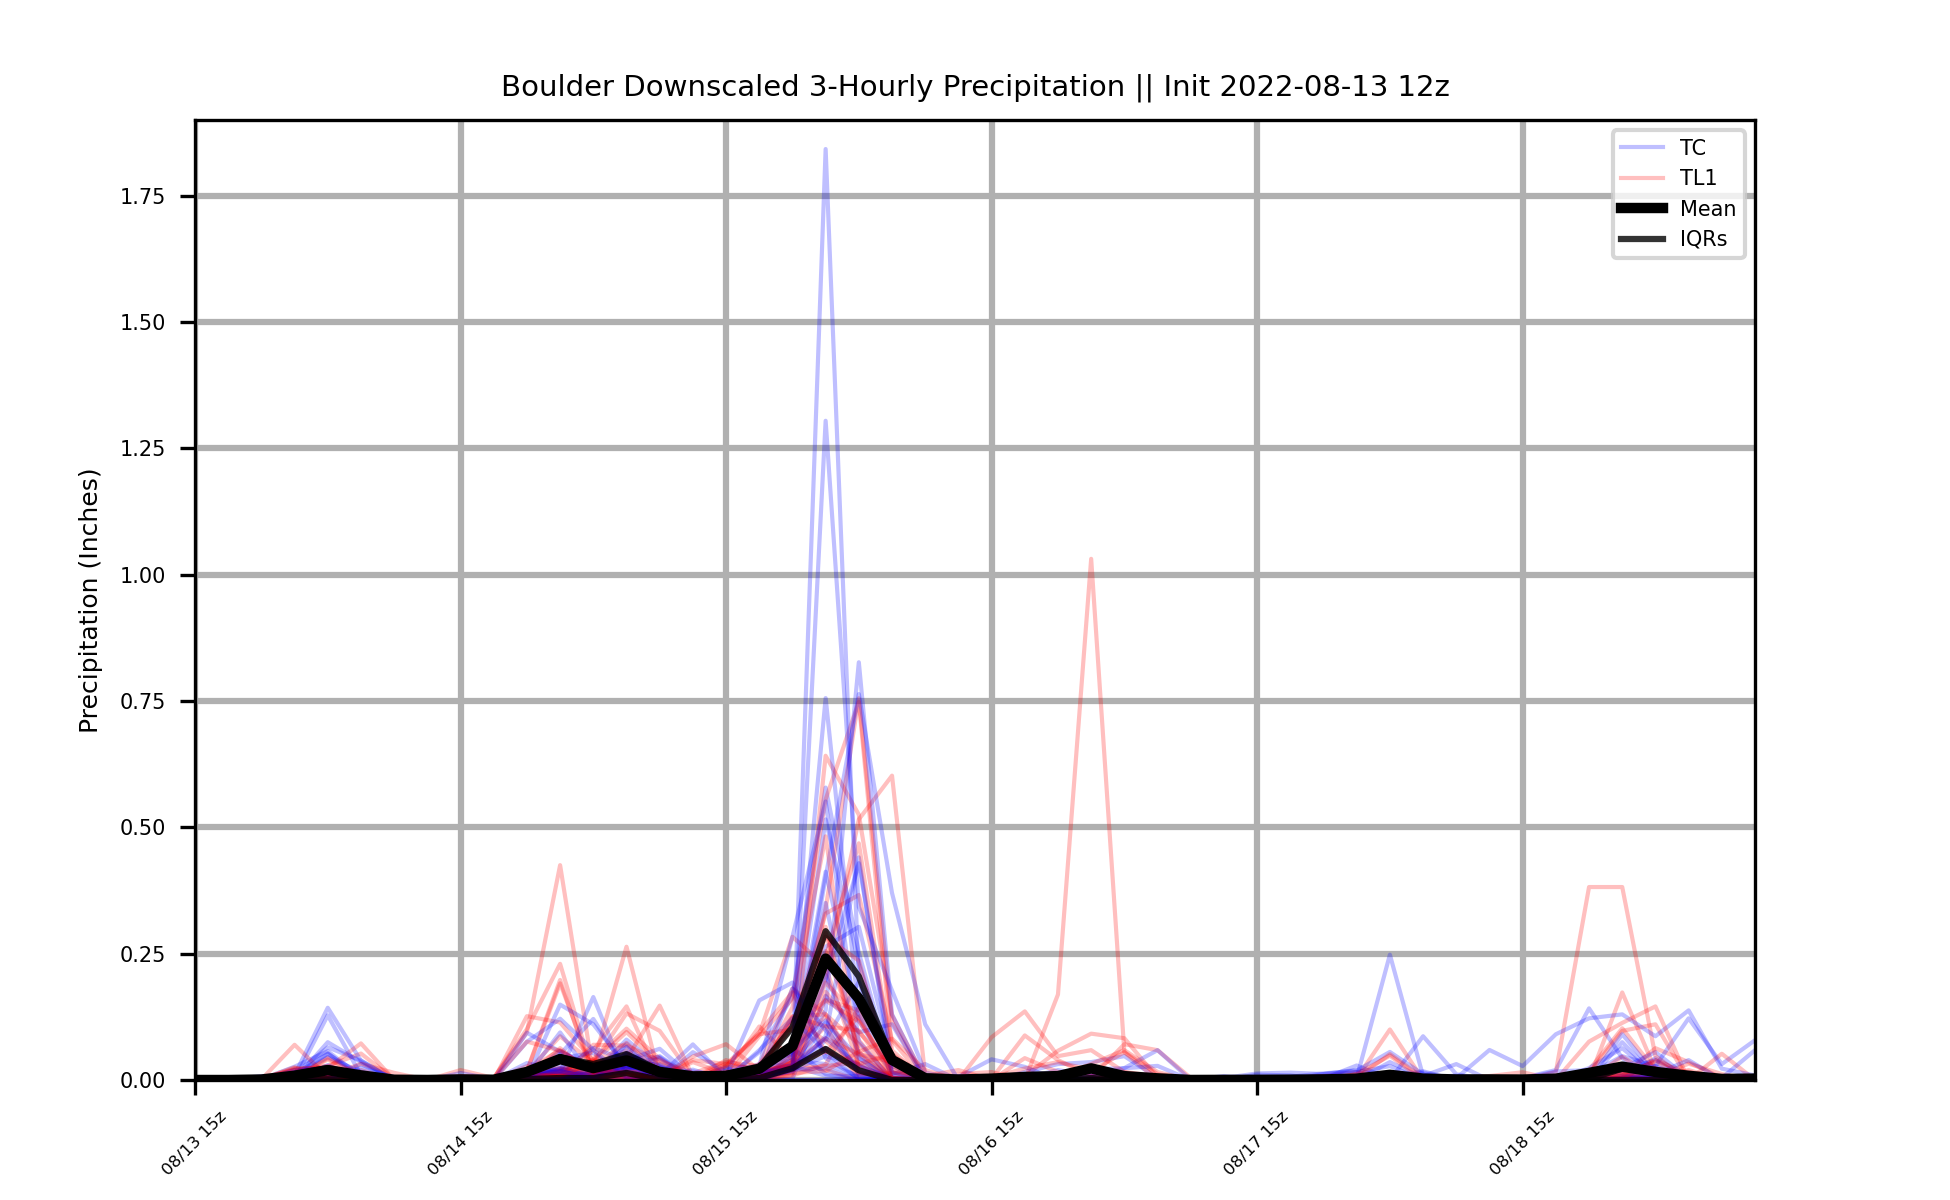 Boulder Downscaled 3-Hourly Precipitation || Init 2022-08-13 12z
TC
TL1
Mean
IQRs
Precipitation (Inches)
1.75
1.50
1.25
1.00
0.75
0.50
0.25
0.00
08/13 15z
08/14 15z
08/15 15z
08/16 15z
08/17 15z
08/18 15z